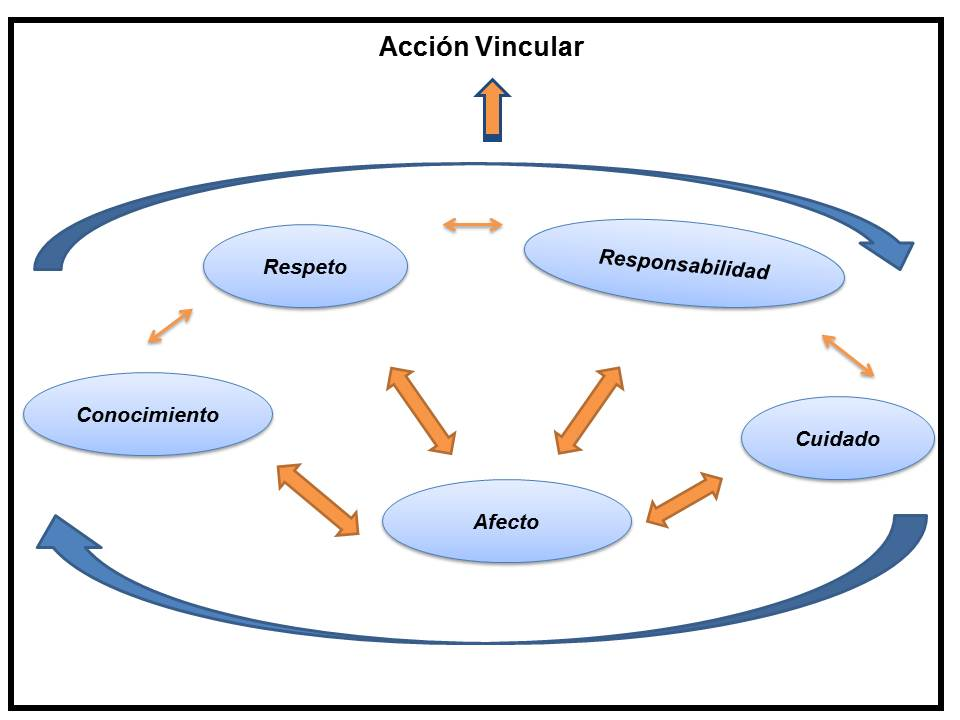 Acción Vincular
Respeto
Responsabilidad
Conocimiento
Cuidado
Afecto